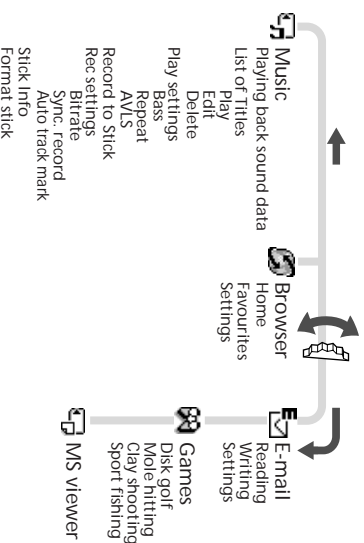 Music
Playing back sound data
List of Titles
Play
Edit
Delete
Play settings
Bass
Repeat
AVLS
Record to Stick
Rec settings
Bitrate
Sync. record
Auto track mark
Stick Info
Format stick
Browser
Home
Favourites
Settings
E
E-mail
Reading
Writing
Settings
Games
Disk golf
Mole hitting
Clay shooting
Sport fishing
MS viewer